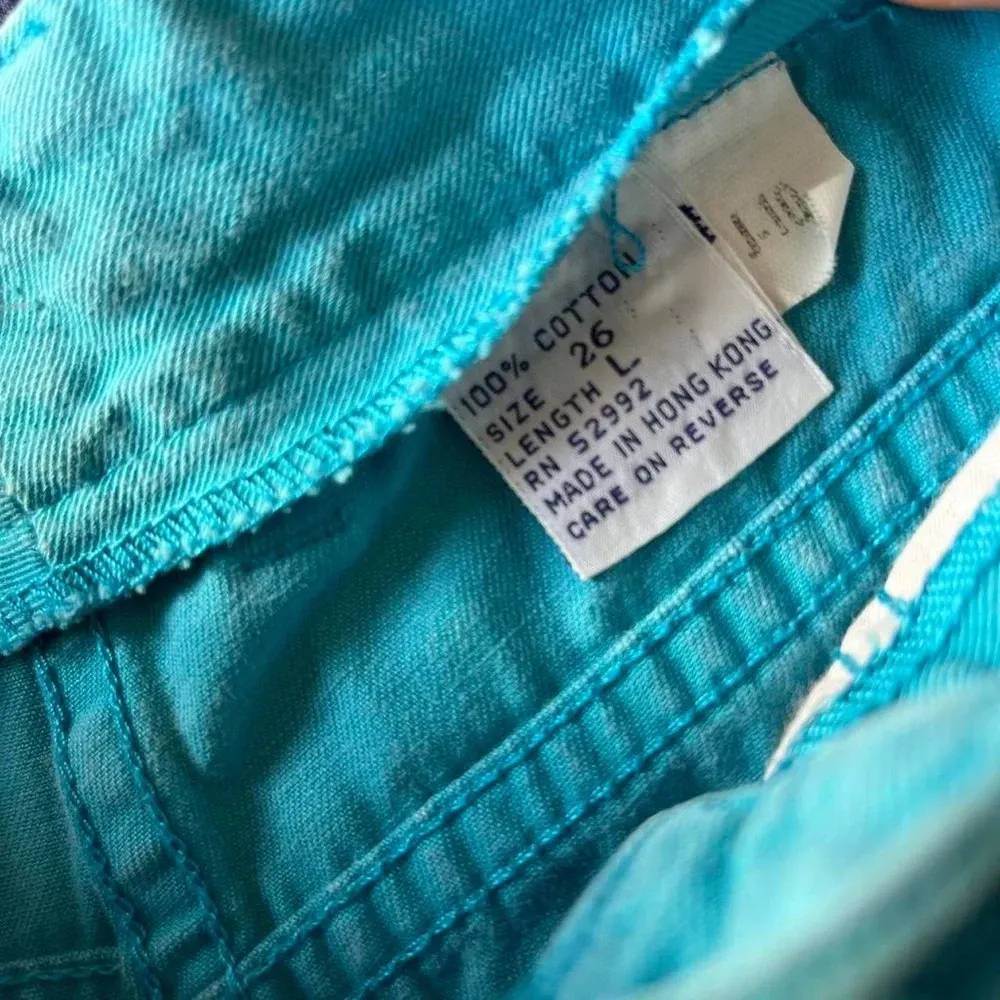 100% COTTON
SIZE 26
LENGTH L
RN 52992
MADE IN HONG KONG
CARE ON REVERSE